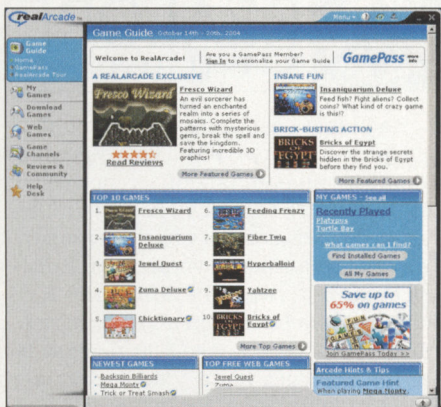 realArcade
Menu
Game
Guide
Home
GamePass
RealArcade Tour
My
Games
Download
Games
Web
Games
Game
Channels
Reviews &
Community
Help
Desk
Game Guide October 14th - 20th, 2004
Welcome to RealArcade!
Are you a GamePass Member?
Sign In to personalize your Game Guide
GamePass more info
A REALARCADE EXCLUSIVE
Fresco Wizard
Fresco Wizard
An evil sorcerer has
turned an enchanted
realm into a series of
mosaics. Complete the
patterns with mysterious
gems, break the spell and
save the kingdom.
Featuring incredible 3D
graphics!
Read Reviews
More Featured Games
INSANE FUN
Insaniquarium
Deluxe
Feed fish? Fight aliens? Collect
coins? What kind of crazy game
is this!?
BRICK-BUSTING ACTION
BRICKS
OF
EGYPT
Bricks of Egypt
Discover the strange secrets
hidden in the Bricks of Egypt
before they find you.
More Featured Games
TOP 10 GAMES
1. Fresco Wizard
2. Insaniquarium
Deluxe
3. Jewel Quest
4. Zuma Deluxe
5. Chicktionary
6. Feeding Frenzy
7. Fiber Twig
8. Hyperballoid
9. Yahtzee
10. Bricks of
Egypt
More Top Games
MY GAMES - See all
Recently Played
Platypus
Turtle Bay
What games can I find?
Find Installed Games
All My Games
Save up to
65% on games
Join GamePass Today >>
NEWEST GAMES
- Backspin Billiards
- Mega Monty
- Trick or Treat Smash
TOP FREE WEB GAMES
- Jewel Quest
- Zuma
Arcade Hints & Tips
Featured Game Hint
When playing Mega Monty,